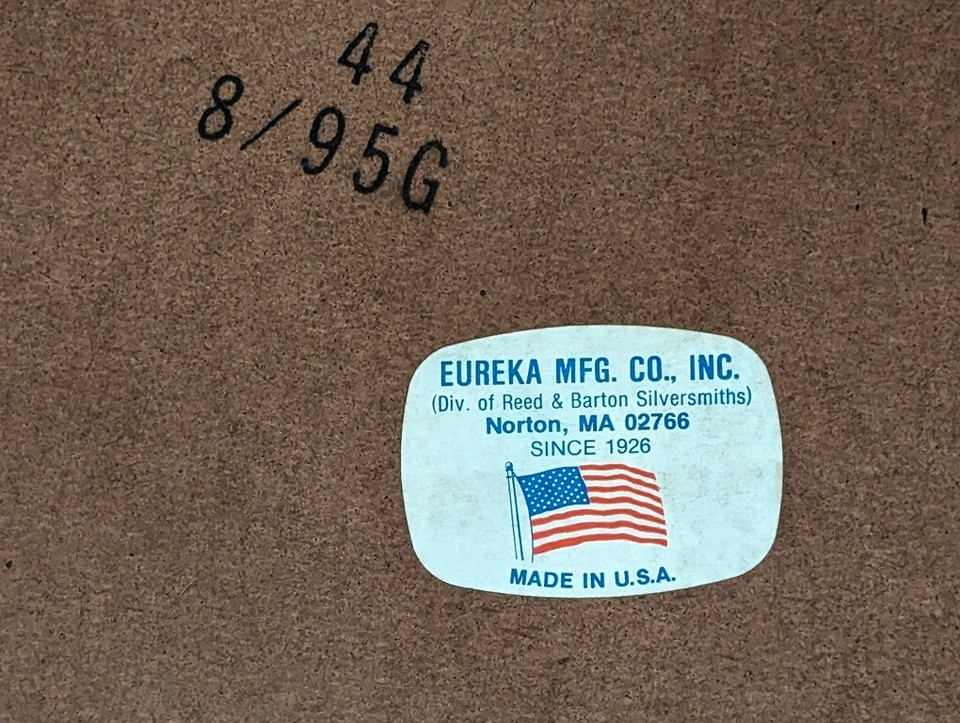 44
8/95G
EUREKA MFG. CO., INC.
(Div. of Reed & Barton Silversmiths)
Norton, MA 02766
SINCE 1926
MADE IN U.S.A.